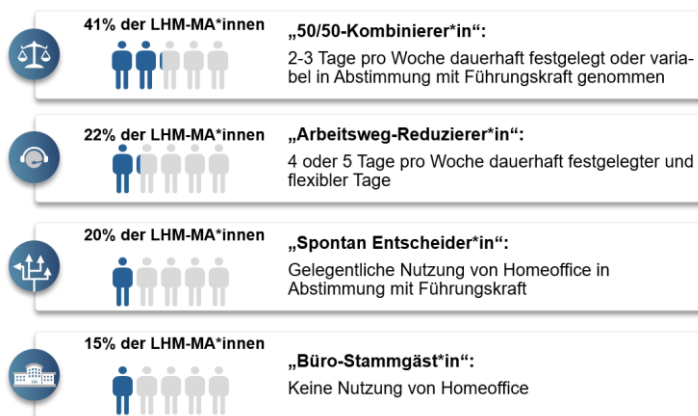 41% der LHM-MA*innen
„50/50-Kombinierer*in“:
2-3 Tage pro Woche dauerhaft festgelegt oder varia-
bel in Abstimmung mit Führungskraft genommen
22% der LHM-MA*innen
„Arbeitsweg-Reduzierer*in“:
4 oder 5 Tage pro Woche dauerhaft festgelegter und
flexibler Tage
20% der LHM-MA*innen
„Spontan Entscheider*in“:
Gelegentliche Nutzung von Homeoffice in
Abstimmung mit Führungskraft
15% der LHM-MA*innen
„Büro-Stammgäst*in“:
Keine Nutzung von Homeoffice